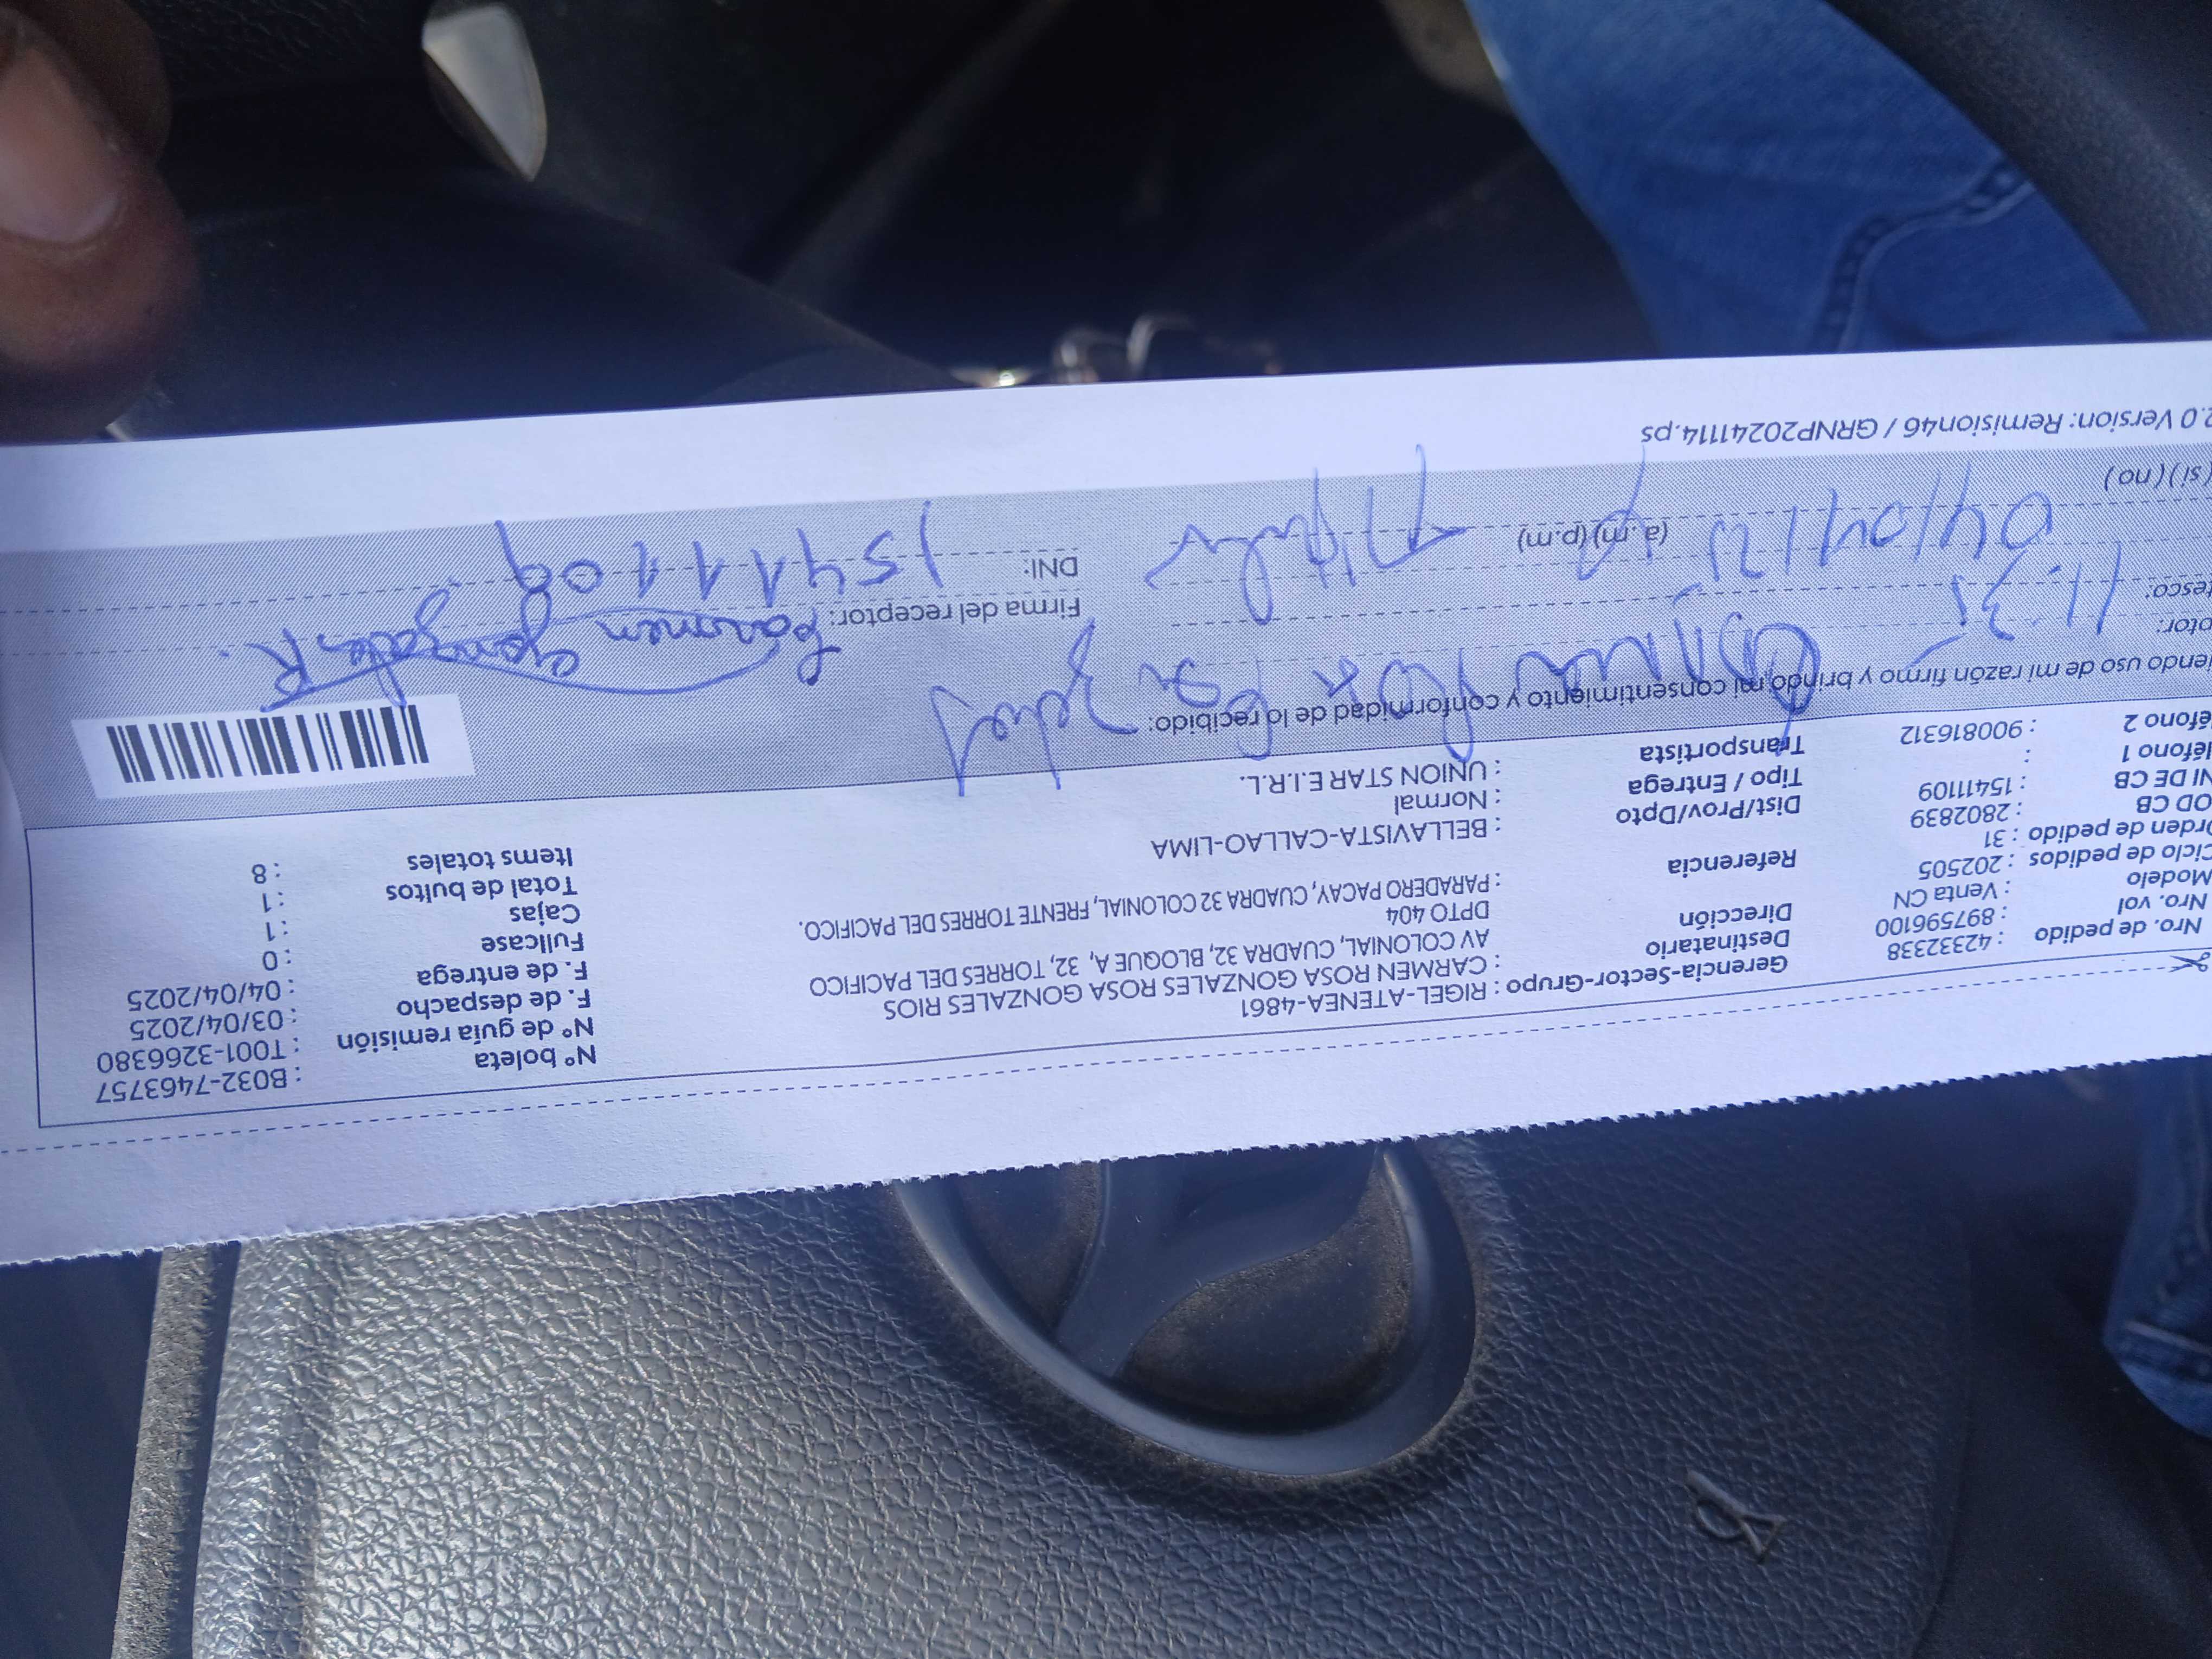 Nro. de pedido : 42332338
Nro. vol : 897596100
Modelo : Venta CN
Ciclo de pedidos : 202505
Orden de pedido : 31
OD CB : 2802839
NI DE CB : 15411109
léfono 1 :
léfono 2 : 900816312
Gerencia-Sector-Grupo : RIGEL-ATENEA-4861
Destinatario : CARMEN ROSA GONZALES ROSA GONZALES RIOS
Dirección AV COLONIAL, CUADRA 32, BLOQUE A, 32, TORRES DEL PACIFICO
DPTO 404
Referencia : PARADERO PACAY, CUADRA 32 COLONIAL, FRENTE TORRES DEL PACIFICO.
Dist/Prov/Dpto : BELLAVISTA-CALLAO-LIMA
Tipo / Entrega : Normal
Transportista : UNION STAR E.I.R.L.
N° boleta : B032-7463757
N° de guía remisión : T001-3266380
F. de despacho : 03/04/2025
F. de entrega : 04/04/2025
Fullcase : 0
Cajas : 1
Total de bultos : 1
Items totales : 8
iendo uso de mi razón firmo y brindo mi consentimiento y conformidad de lo recibido:
ptor:
Firma del receptor: Carmen Gonzales R.
tesco: 11:35
DNI: 15411109
(a.m)(p.m)
(si)(no)
2.0 Version: Remision46 / GRNP20241114.ps